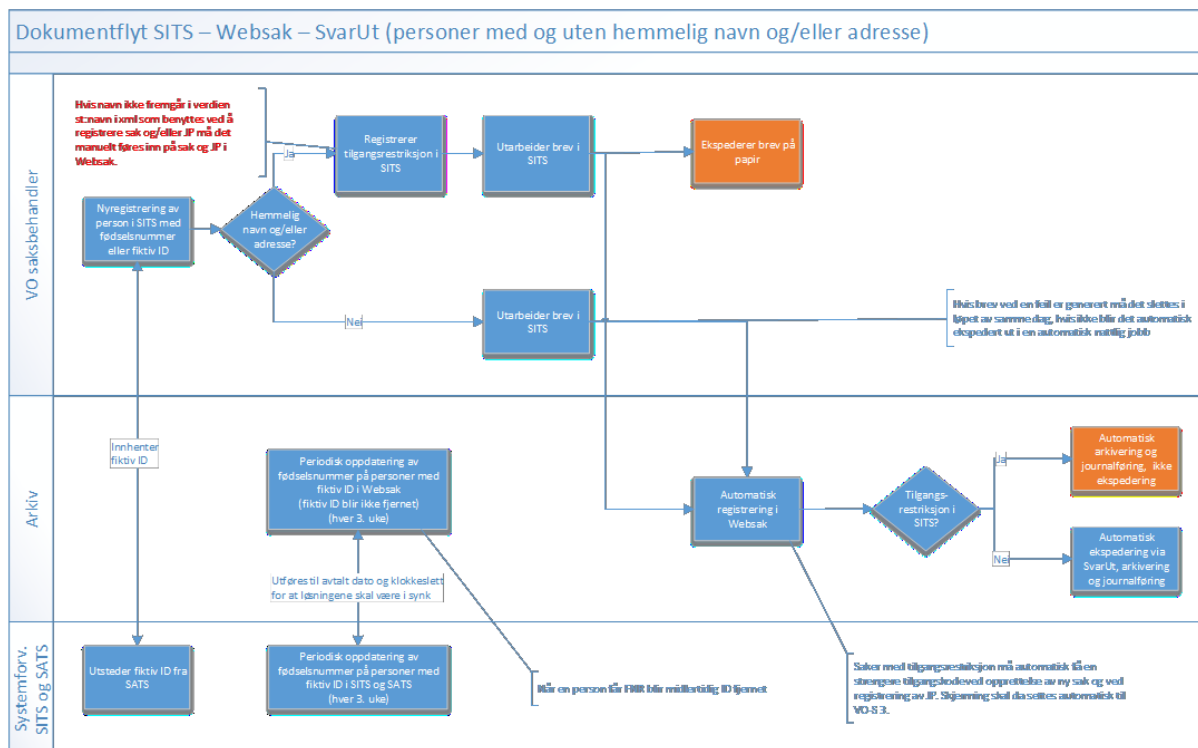 Dokumentflyt SITS – Websak – SvarUt (personer med og uten hemmelig navn og/eller adresse)
VO saksbehandler
Hvis navn ikke fremgår i verdien
st:navn i xml som benyttes ved å
registrere sak og/eller JP må det
manuelt føres inn på sak og JP i
Websak.
Registrerer
tilgangsrestriksjon i
SITS
Utarbeider brev i
SITS
Ekspederer brev på
papir
Ja
Nyregistrering av
person i SITS med
fødselsnummer
eller fiktiv ID
Hemmelig
navn og/eller
adresse?
Nei
Utarbeider brev i
SITS
Hvis brev ved en feil er generert må det slettes i
løpet av samme dag, hvis ikke blir det automatisk
ekspedert ut i en automatisk nattlig jobb
Arkiv
Innhenter
fiktiv ID
Periodisk oppdatering av
fødselsnummer på personer med
fiktiv ID i Websak
(fiktiv ID blir ikke fjernet)
(hver 3. uke)
Automatisk
registrering i
Websak
Tilgangs-
restriksjon i
SITS?
Ja
Automatisk
arkivering og
journalføring, ikke
ekspedering
Nei
Automatisk
ekspedering via
SvarUt, arkivering
og journalføring
Utføres til avtalt dato og klokkeslett
for at løsningene skal være i synk
Systemforv.
SITS og SATS
Utsteder fiktiv ID fra
SATS
Periodisk oppdatering av
fødselsnummer på personer med
fiktiv ID i SITS og SATS
(hver 3. uke)
Når en person får FNR blir midlertidig ID fjernet
Saker med tilgangsrestriksjon må automatisk få en
strengere tilgangskode ved opprettelse av ny sak og ved
registrering av JP. Skjerming skal da settes automatisk til
VO-S3.